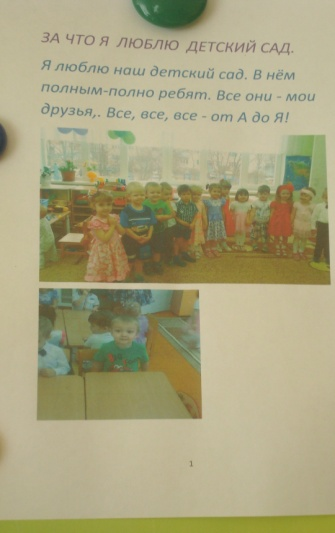 ЗА ЧТО Я ЛЮБЛЮ ДЕТСКИЙ САД.
Я люблю наш детский сад. В нём
полным-полно ребят. Все они - мои
друзья,. Все, все, все - от А до Я!
1